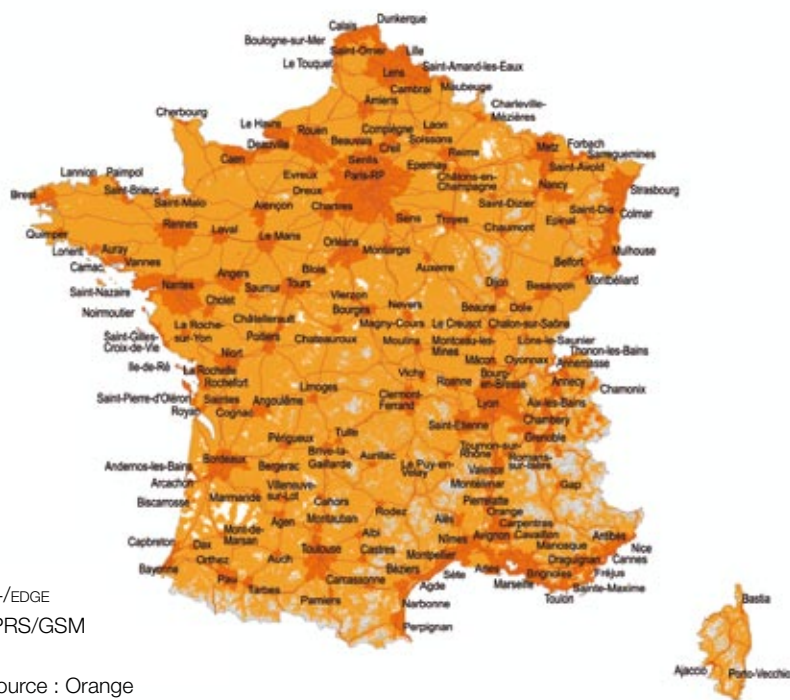 Dunkerque
Calais
Boulogne-sur-Mer
Saint-Omer
Lille
Le Touquet
Saint-Amand-les-Eaux
Lens
Cambrai
Maubeuge
Amiens
Charleville-
Mézières
Cherbourg
Le Havre
Rouen
Compiègne
Laon
Deauville
Beauvais
Creil
Soissons
Caen
Senlis
Reims
Metz
Forbach
Sarreguemines
Epernay
Saint-Avold
Lannion
Paimpol
Evreux
Paris-RP
Châlons-en-
Champagne
Nancy
Brest
Saint-Brieuc
Dreux
Strasbourg
Saint-Malo
Alençon
Chartres
Saint-Dizier
Saint-Dié
Colmar
Rennes
Laval
Sens
Troyes
Chaumont
Epinal
Quimper
Le Mans
Orléans
Montargis
Lorient
Auray
Mulhouse
Carnac
Vannes
Angers
Blois
Auxerre
Belfort
Montbéliard
Saint-Nazaire
Nantes
Saumur
Tours
Dijon
Besançon
Noirmoutier
Cholet
Vierzon
Bourges
Nevers
Beaune
Dole
La Roche-
sur-Yon
Châtellerault
Magny-Cours
Le Creusot
Chalon-sur-Saône
Saint-Gilles-
Croix-de-Vie
Poitiers
Chateauroux
Moulins
Montceau-les-
Mines
Lons-le-Saunier
Thonon-les-Bains
Annemasse
Niort
Mâcon
Oyonnax
Ile-de-Ré
La Rochelle
Rochefort
Vichy
Roanne
Bourg-
en-Bresse
Annecy
Chamonix
Saint-Pierre-d'Oléron
Saintes
Limoges
Clermont-
Ferrand
Lyon
Aix-les-Bains
Royan
Cognac
Angoulême
Chambéry
Saint-Etienne
Grenoble
Périgueux
Tulle
Tournon-sur-
Rhône
Romans-
sur-Isère
Andernos-les-Bains
Bordeaux
Bergerac
Brive-la-
Gaillarde
Aurillac
Le Puy-en-
Velay
Valence
Arcachon
Montélimar
Gap
Biscarrosse
Marmande
Villeneuve-
sur-Lot
Cahors
Pierrelatte
Rodez
Orange
Mont-de-
Marsan
Agen
Montauban
Alès
Carpentras
Capbreton
Dax
Albi
Nîmes
Avignon
Cavaillon
Antibes
Manosque
Nice
Bayonne
Orthez
Auch
Toulouse
Castres
Montpellier
Draguignan
Cannes
Pau
Tarbes
Carcassonne
Béziers
Sète
Arles
Brignoles
Fréjus
Agde
Marseille
Sainte-Maxime
Pamiers
Toulon
-/EDGE
Narbonne
Bastia
PRS/GSM
Perpignan
Ajaccio
Porto-Vecchio
ource : Orange